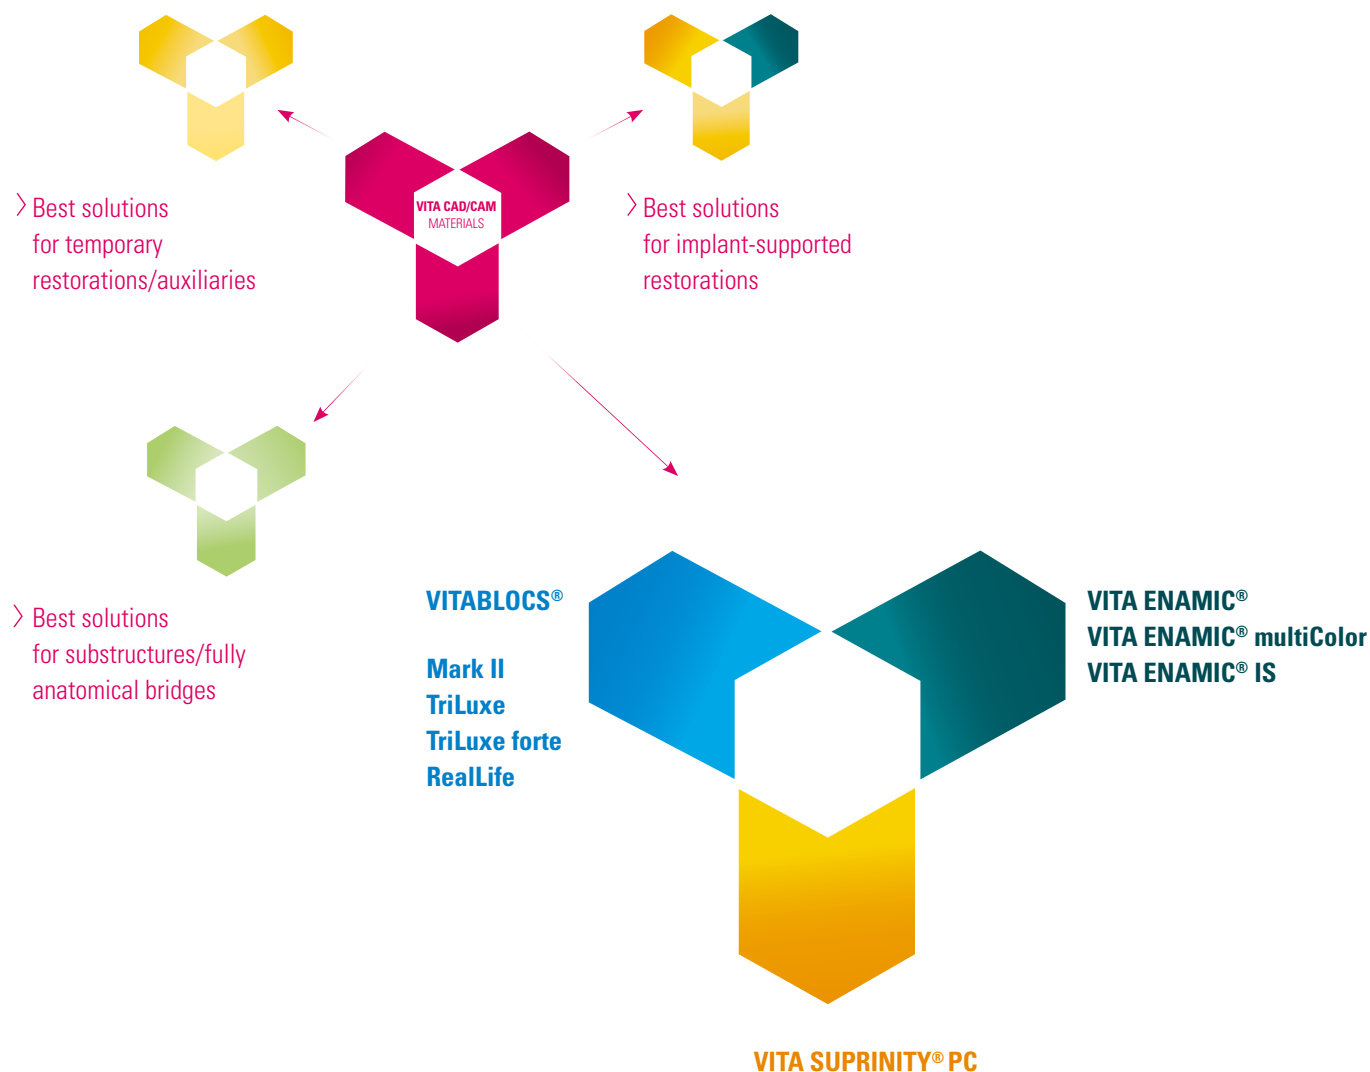 VITA CAD/CAM
MATERIALS
〉Best solutions
for temporary
restorations/auxiliaries
〉Best solutions
for implant-supported
restorations
〉Best solutions
for substructures/fully
anatomical bridges
VITABLOCS®
Mark II
TriLuxe
TriLuxe forte
RealLife
VITA ENAMIC®
VITA ENAMIC® multiColor
VITA ENAMIC® IS
VITA SUPRINITY® PC